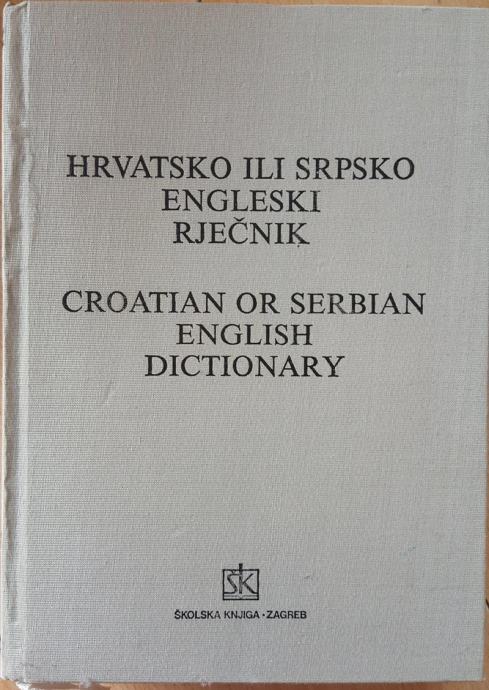 HRVATSKO ILI SRPSKO
ENGLESKI
RJEČNIK
CROATIAN OR SERBIAN
ENGLISH
DICTIONARY
ŠK
ŠKOLSKA KNJIGA · ZAGREB